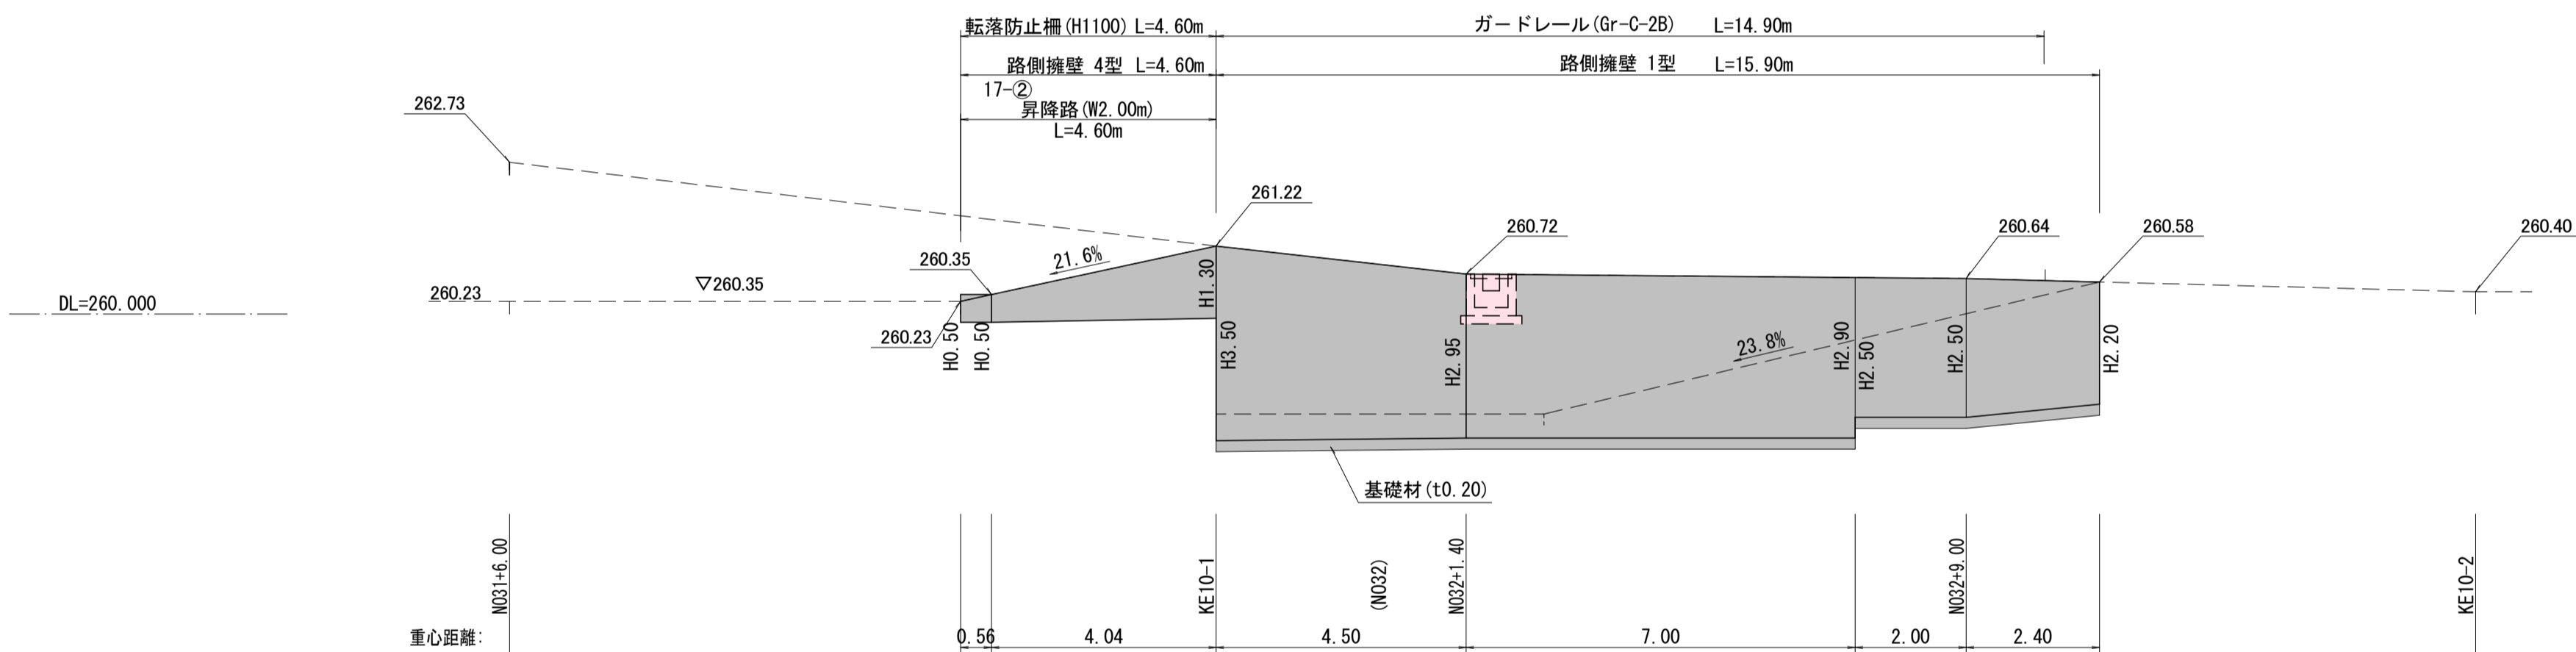 転落防止柵(H1100) L=4.60m
ガードレール(Gr-C-2B) L=14.90m
路側擁壁 4型 L=4.60m
路側擁壁 1型 L=15.90m
17-②
昇降路(W2.00m)
L=4.60m
262.73
261.22
260.72
260.64
260.58
260.40
260.35
21.6%
▽260.35
260.23
DL=260.000
260.23
H0.50
H0.50
H1.30
H3.50
H2.95
23.8%
H2.90
H2.50
H2.50
H2.20
基礎材(t0.20)
NO31+6.00
KE10-1
(NO32)
NO32+1.40
NO32+9.00
KE10-2
重心距離:
0.56
4.04
4.50
7.00
2.00
2.40